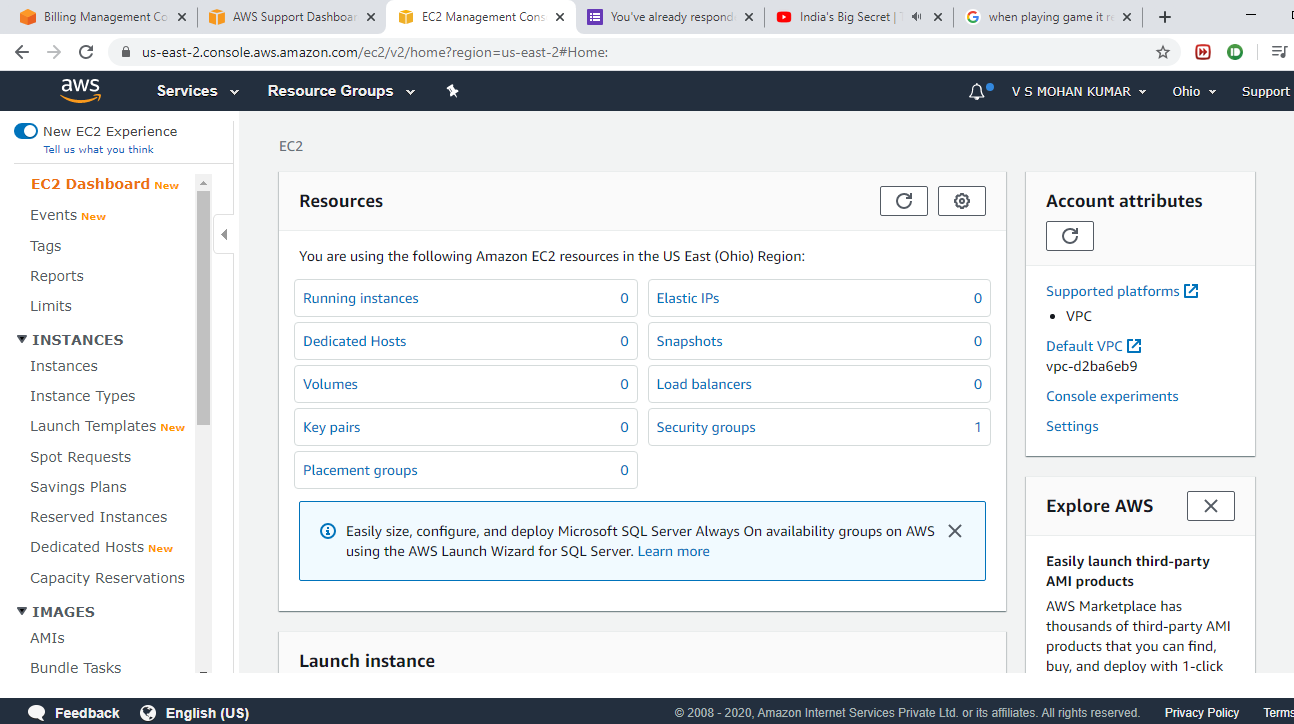 Billing Management Co
AWS Support Dashboar
EC2 Management Cons
You've already respond
India's Big Secret |
when playing game it re
us-east-2.console.aws.amazon.com/ec2/v2/home?region=us-east-2#Home:
aws
Services
Resource Groups
V S MOHAN KUMAR
Ohio
Support
New EC2 Experience
Tell us what you think
EC2 Dashboard New
Events New
Tags
Reports
Limits
INSTANCES
Instances
Instance Types
Launch Templates New
Spot Requests
Savings Plans
Reserved Instances
Dedicated Hosts New
Capacity Reservations
IMAGES
AMIs
Bundle Tasks
EC2
Resources
You are using the following Amazon EC2 resources in the US East (Ohio) Region:
Running instances 0
Elastic IPs 0
Dedicated Hosts 0
Snapshots 0
Volumes 0
Load balancers 0
Key pairs 0
Security groups 1
Placement groups 0
Easily size, configure, and deploy Microsoft SQL Server Always On availability groups on AWS
using the AWS Launch Wizard for SQL Server. Learn more
Launch instance
Account attributes
Supported platforms
• VPC
Default VPC
vpc-d2ba6eb9
Console experiments
Settings
Explore AWS
Easily launch third-party
AMI products
AWS Marketplace has
thousands of third-party AMI
products that you can find,
buy, and deploy with 1-click
Feedback
English (US)
© 2008 - 2020, Amazon Internet Services Private Ltd. or its affiliates. All rights reserved.
Privacy Policy
Terms